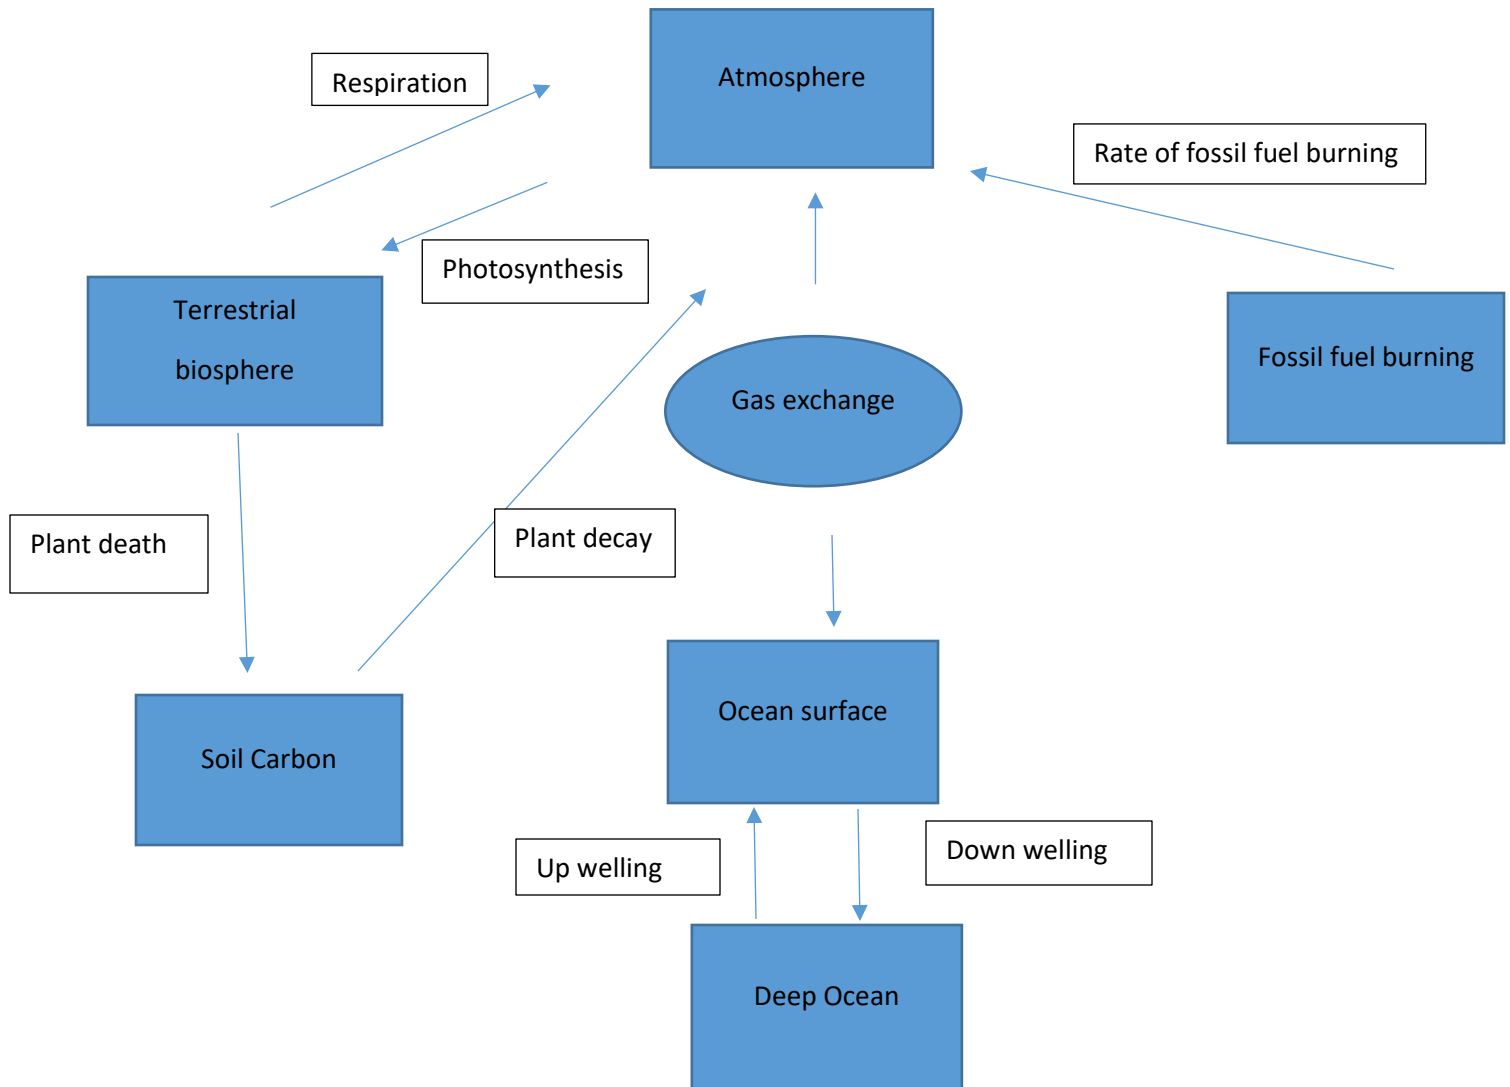 Atmosphere
Respiration
Rate of fossil fuel burning
Photosynthesis
Terrestrial
biosphere
Fossil fuel burning
Gas exchange
Plant death
Plant decay
Ocean surface
Soil Carbon
Up welling
Down welling
Deep Ocean